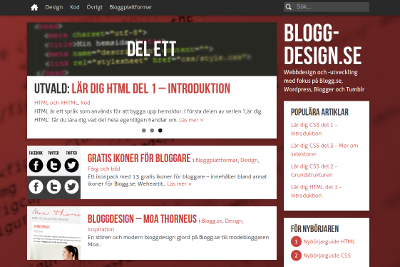 Design Kod Övrigt Bloggplattformar
Sök...
DEL ETT
UTVALD: LÄR DIG HTML DEL 1 – INTRODUKTION
HTML och XHTML, Kod
HTML är ett språk som används för att bygga upp hemsidor. I första delen av serien "Lär dig
HTML" får du lära dig vad det hela egentligen handlar om. Läs mer »
BLOGG-
DESIGN.SE
Webbdesign och -utveckling
med fokus på Blogg.se,
Wordpress, Blogger och Tumblr
POPULÄRA ARTIKLAR
Lär dig CSS del 1 –
Introduktion
Lär dig CSS del 3 – Mer om
selektorer
Lär dig CSS del 2 –
Grundstrukturen
Lär dig HTML del 1 –
Introduktion
FACEBOOK TWITTER
GRATIS IKONER FÖR BLOGGARE i Bloggplattformar, Design,
Färg och bild
Ett ikonpack med 13 gratis ikoner för bloggare – innehåller bland annat
ikoner för Blogg.se, Weheartit... Läs mer »
BLOGGDESIGN – MOA THORNEUS i Blogg.se, Design,
Inspiration
En stilren och modern bloggdesign gjord på Blogg.se till modebloggaren
Moa.
FÖR NYBÖRJAREN
1 Nybörjarguide HTML
2 Nybörjarguide CSS